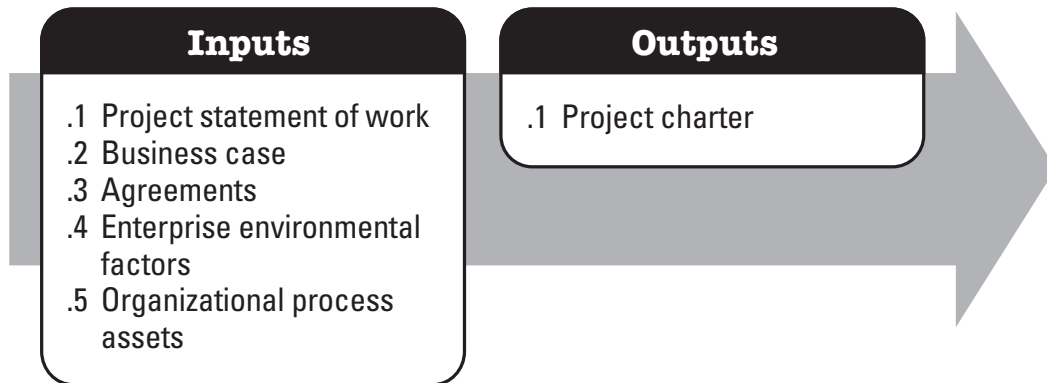 Inputs
.1 Project statement of work
.2 Business case
.3 Agreements
.4 Enterprise environmental
factors
.5 Organizational process
assets
Outputs
.1 Project charter